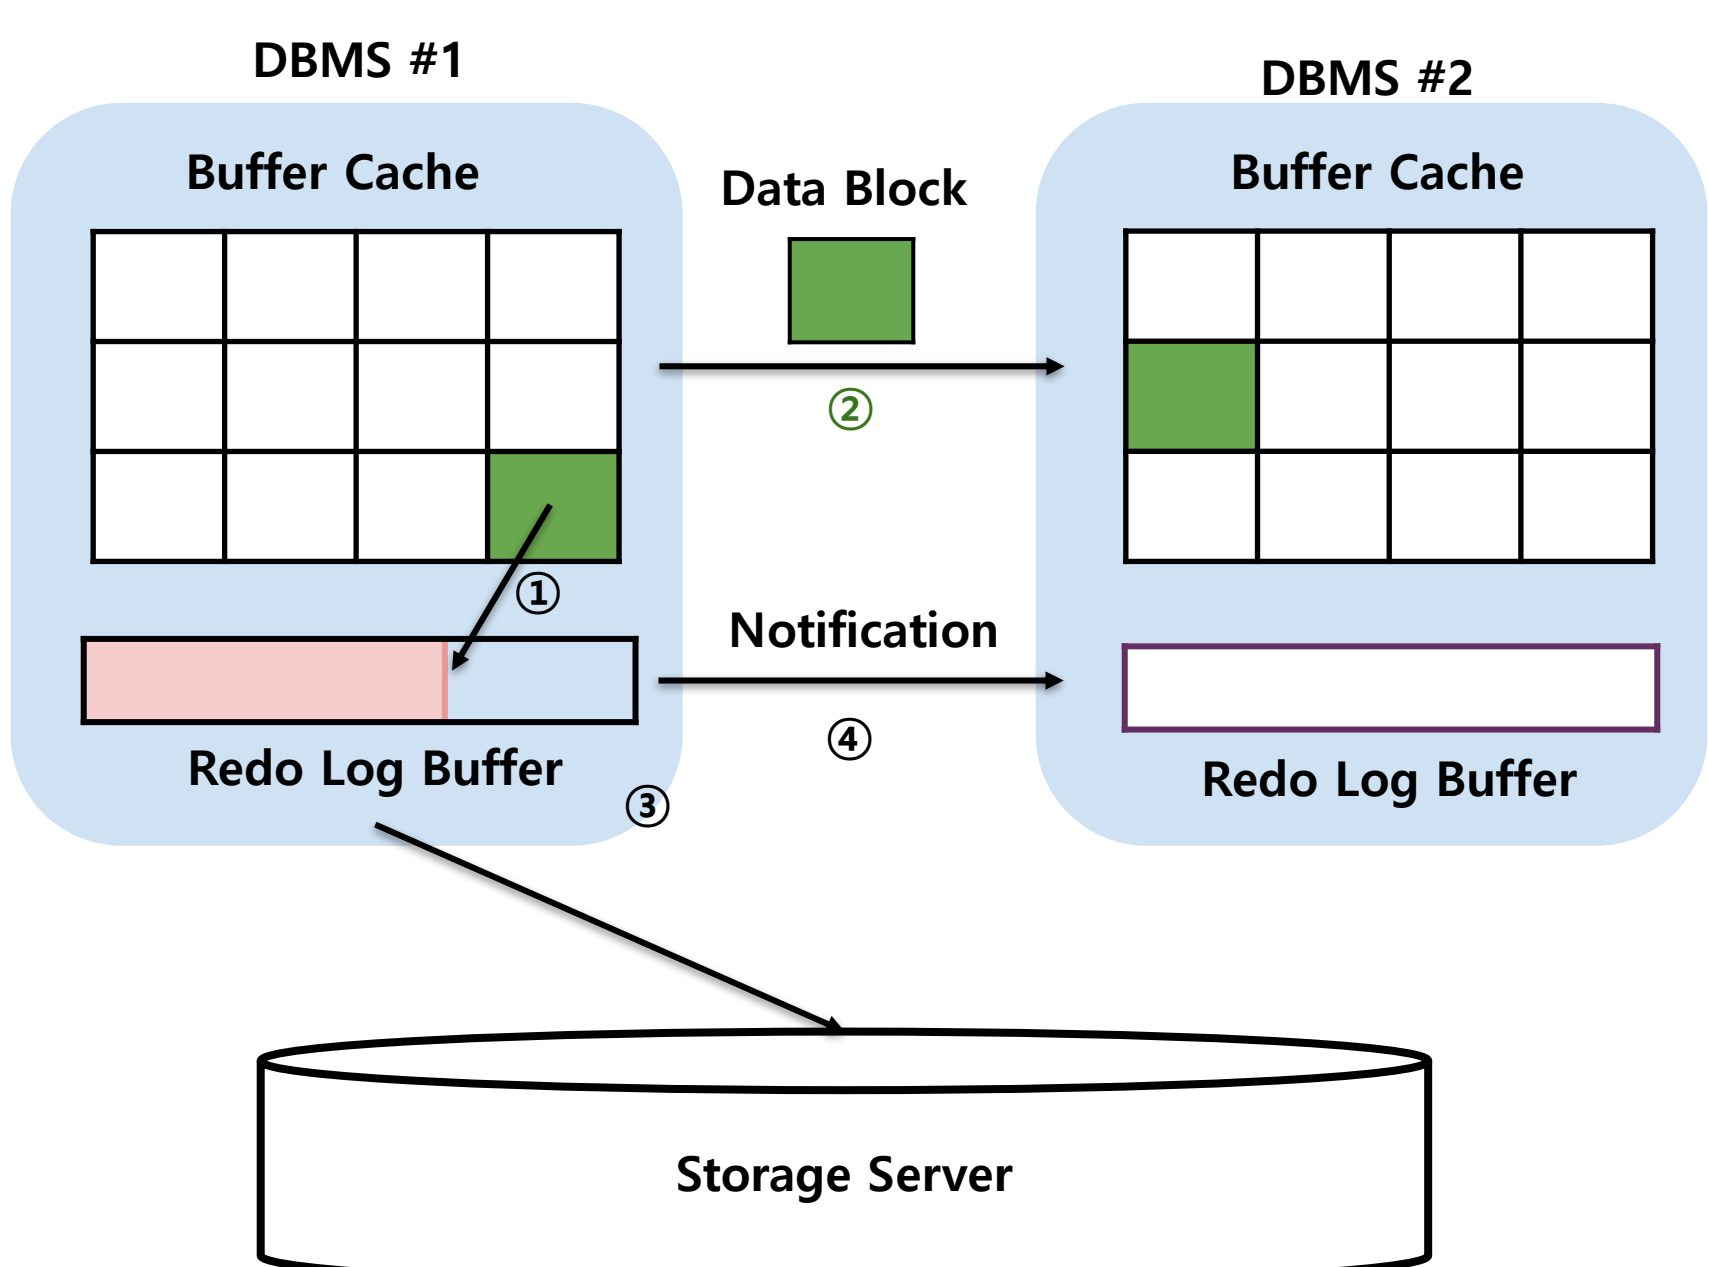 DBMS #1
DBMS #2
Buffer Cache
Data Block
Buffer Cache
②
①
Notification
④
Redo Log Buffer
Redo Log Buffer
③
Storage Server